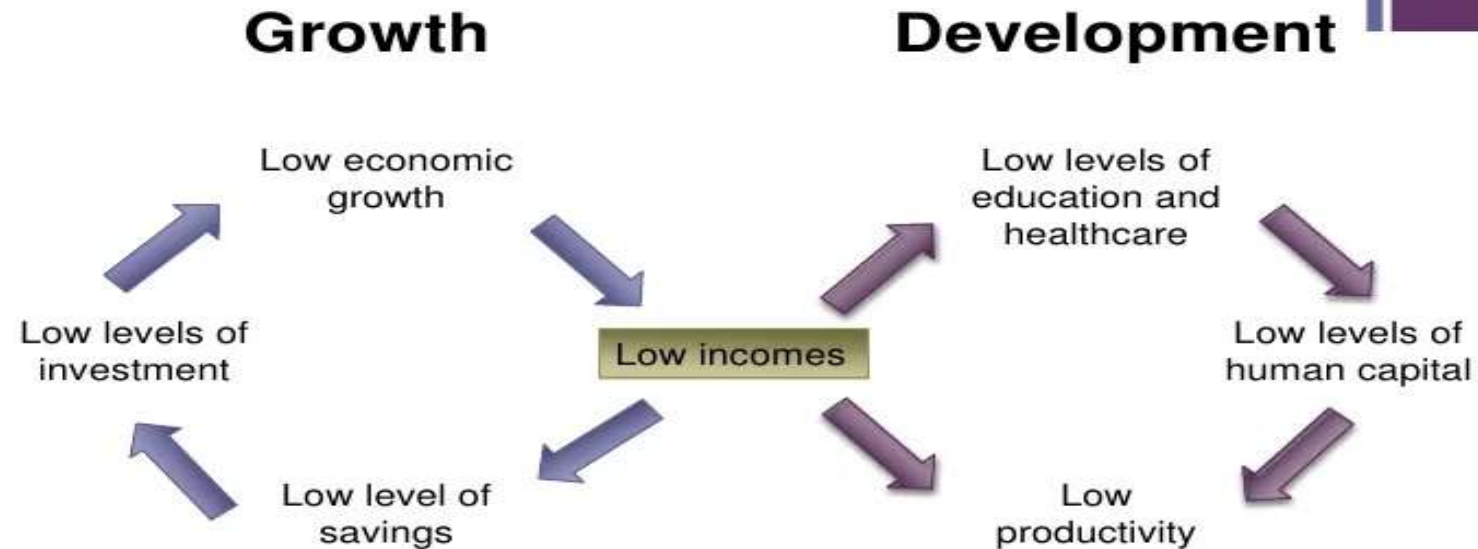 Growth
Development
Low economic
growth
Low levels of
education and
healthcare
Low levels of
investment
Low incomes
Low levels of
human capital
Low level of
savings
Low
productivity